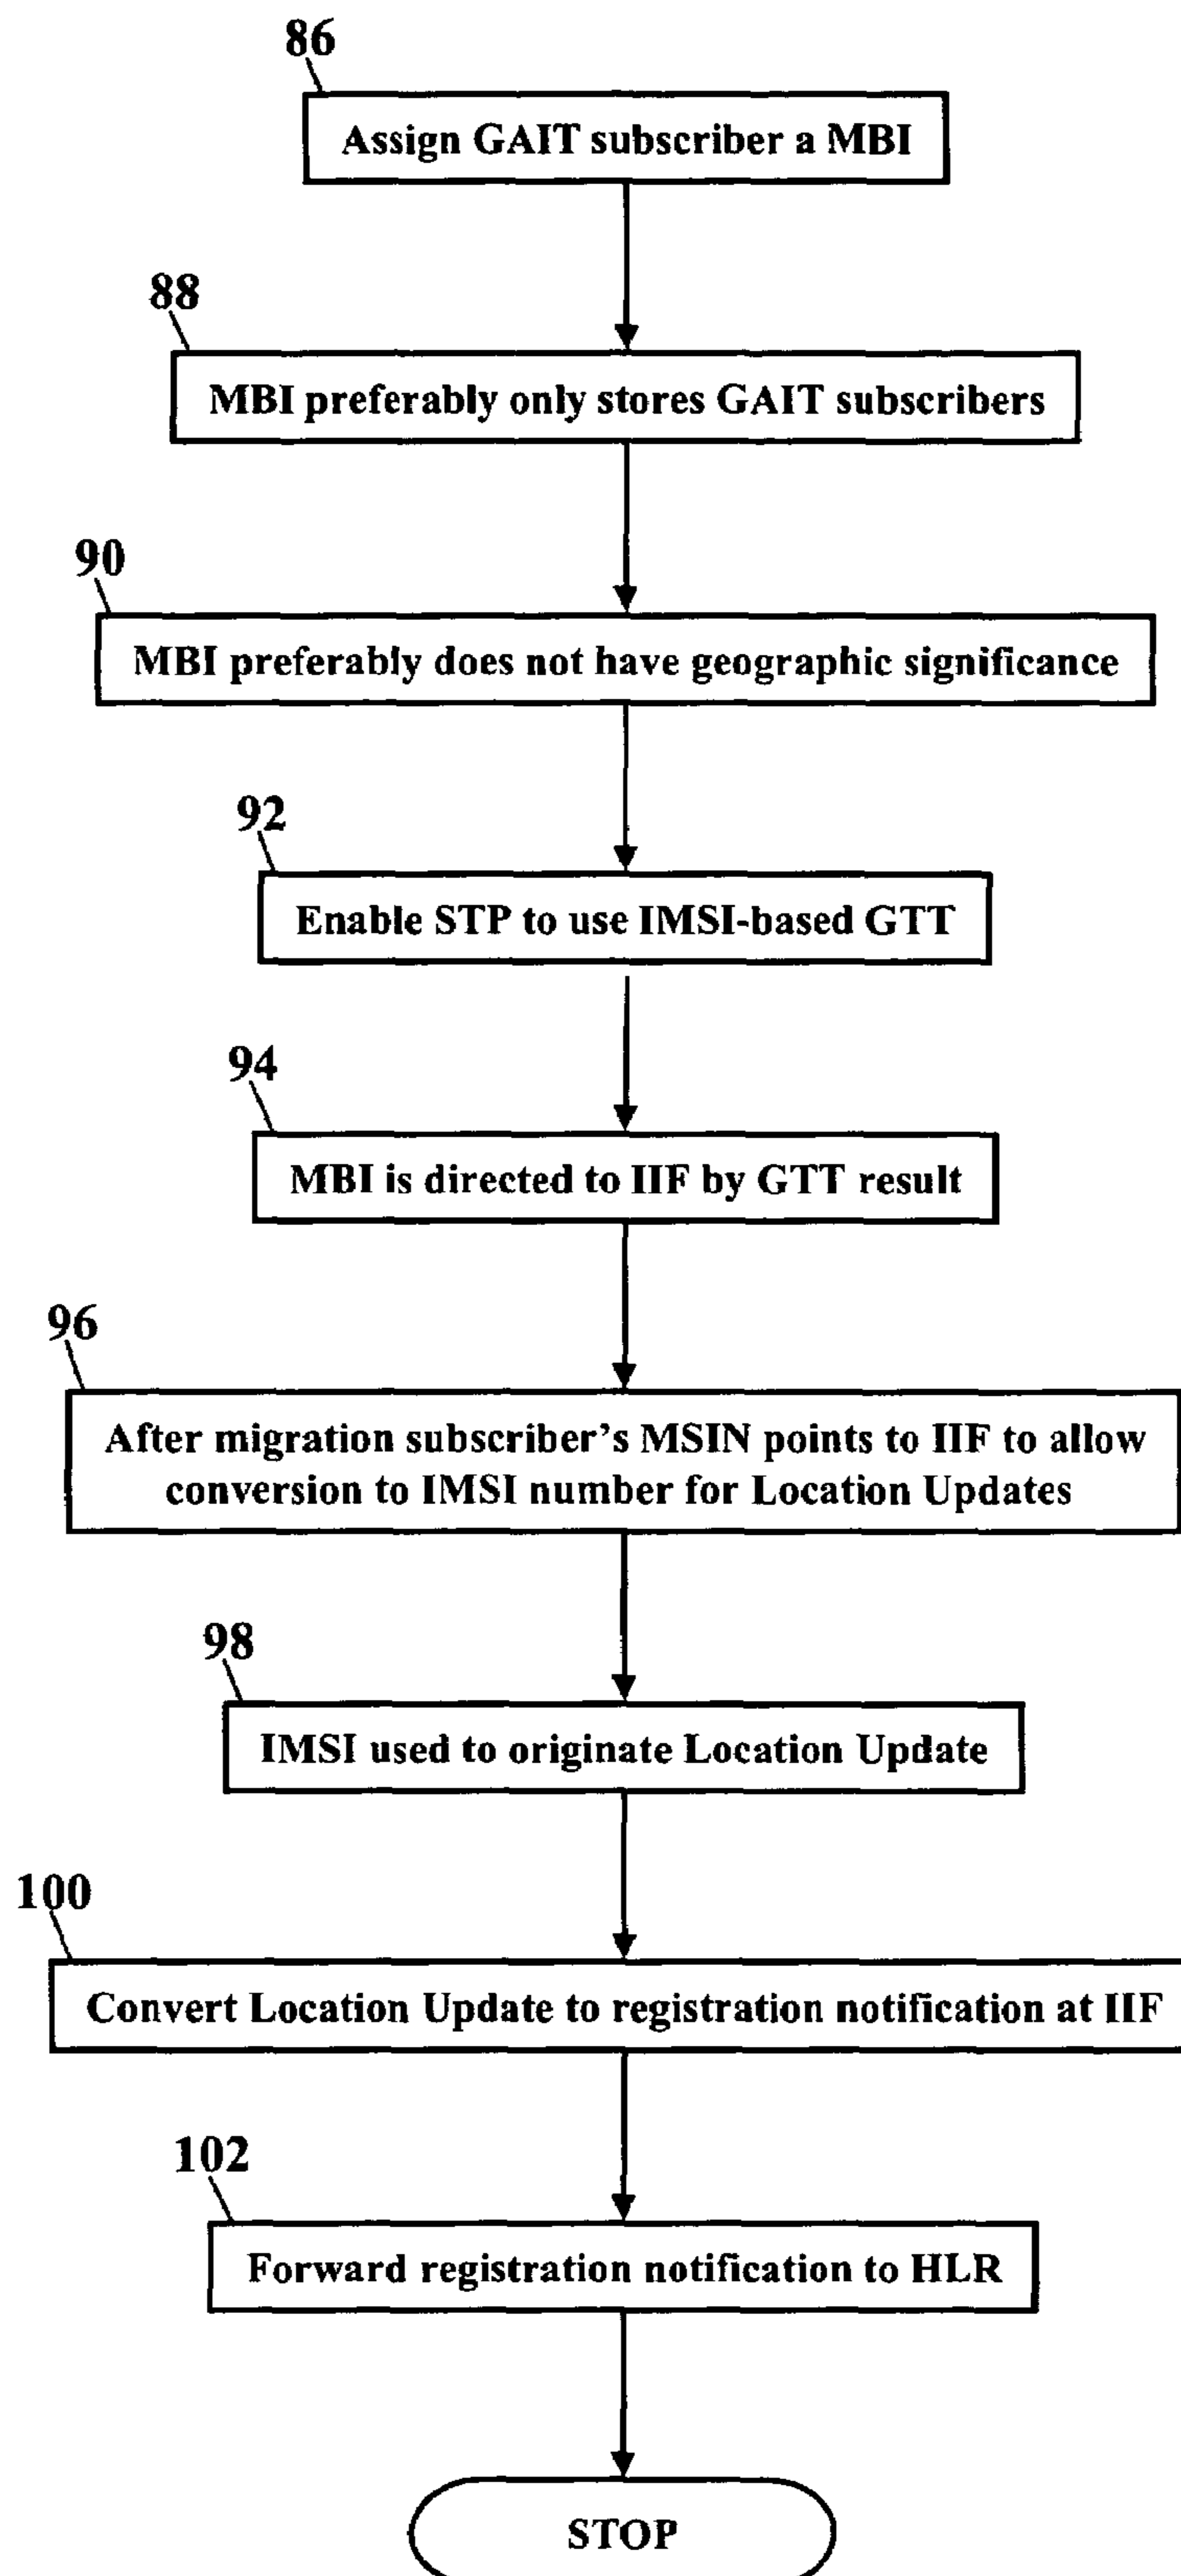 86
Assign GAIT subscriber a MBI
88
MBI preferably only stores GAIT subscribers
90
MBI preferably does not have geographic significance
92
Enable STP to use IMSI-based GTT
94
MBI is directed to IIF by GTT result
96
After migration subscriber's MSIN points to IIF to allow
conversion to IMSI number for Location Updates
98
IMSI used to originate Location Update
100
Convert Location Update to registration notification at IIF
102
Forward registration notification to HLR
STOP